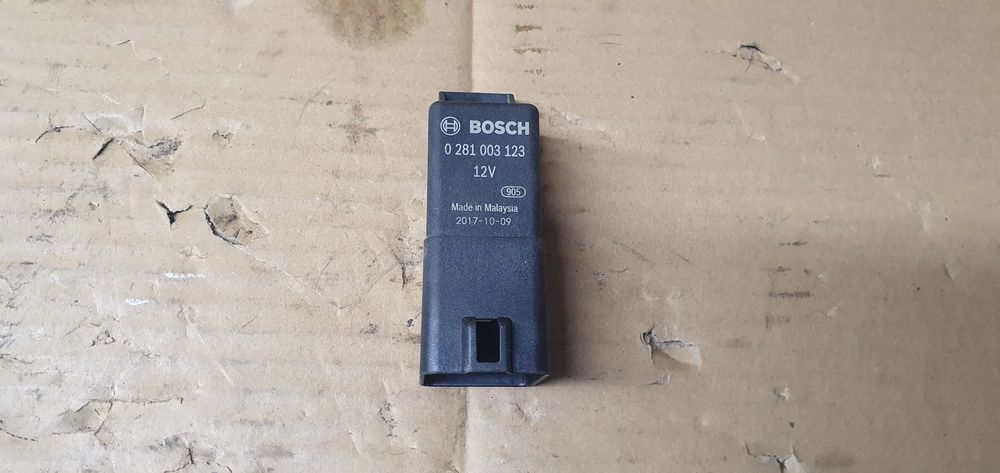 BOSCH
0 281 003 123
12V
905
Made in Malaysia
2017-10-09